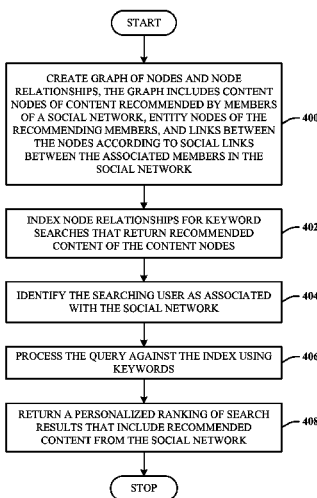 START
CREATE GRAPH OF NODES AND NODE
RELATIONSHIPS, THE GRAPH INCLUDES CONTENT
NODES OF CONTENT RECOMMENDED BY MEMBERS
OF A SOCIAL NETWORK, ENTITY NODES OF THE
RECOMMENDING MEMBERS, AND LINKS BETWEEN
THE NODES ACCORDING TO SOCIAL LINKS
BETWEEN THE ASSOCIATED MEMBERS IN THE
SOCIAL NETWORK
400
INDEX NODE RELATIONSHIPS FOR KEYWORD
SEARCHES THAT RETURN RECOMMENDED
CONTENT OF THE CONTENT NODES
402
IDENTIFY THE SEARCHING USER AS ASSOCIATED
WITH THE SOCIAL NETWORK
404
PROCESS THE QUERY AGAINST THE INDEX USING
KEYWORDS
406
RETURN A PERSONALIZED RANKING OF SEARCH
RESULTS THAT INCLUDE RECOMMENDED
CONTENT FROM THE SOCIAL NETWORK
408
STOP